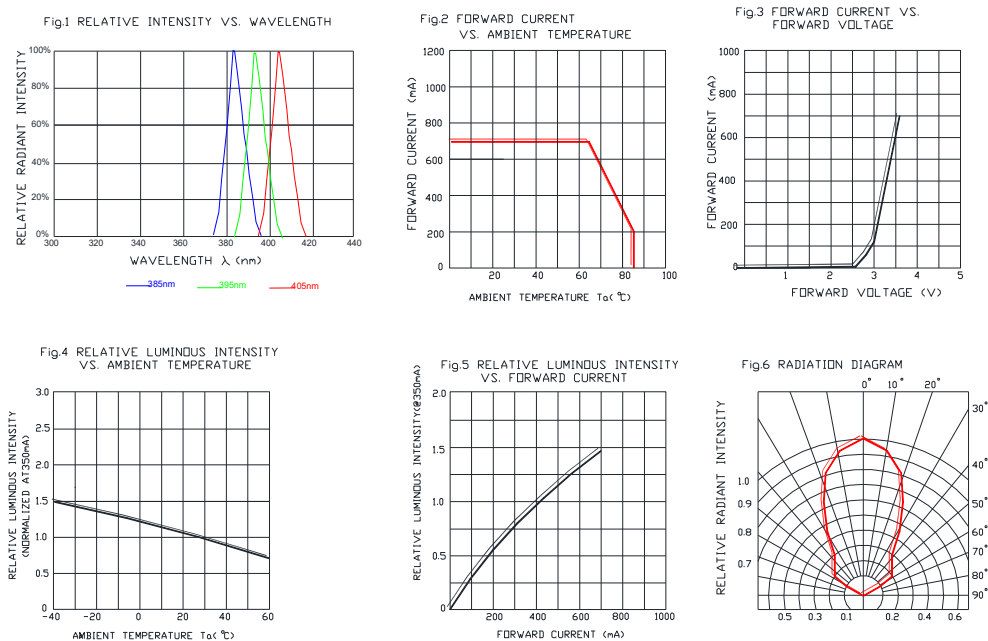 Fig.1 RELATIVE INTENSITY VS. WAVELENGTH
RELATIVE RADIANT INTENSITY
100%
80%
60%
40%
20%
0%
300 320 340 360 380 400 420 440
WAVELENGTH λ (nm)
385nm 395nm 405nm
Fig.2 FORWARD CURRENT
VS. AMBIENT TEMPERATURE
FORWARD CURRENT (mA)
1200
1000
800
600
400
200
0
20 40 60 80 100
AMBIENT TEMPERATURE Ta(°C)
Fig.3 FORWARD CURRENT VS.
FORWARD VOLTAGE
FORWARD CURRENT (mA)
1000
800
600
400
200
0
1 2 3 4 5
FORWARD VOLTAGE (V)
Fig.4 RELATIVE LUMINOUS INTENSITY
VS. AMBIENT TEMPERATURE
RELATIVE LUMINOUS INTENSITY
(NORMALIZED AT350mA)
3.0
2.5
2.0
1.5
1.0
0.5
0
-40 -20 0 20 40 60
AMBIENT TEMPERATURE Ta(°C)
Fig.5 RELATIVE LUMINOUS INTENSITY
VS. FORWARD CURRENT
RELATIVE LUMINOUS INTENSITY(@350mA)
2.0
1.5
1.0
0.5
0
200 400 600 800 1000
FORWARD CURRENT (mA)
Fig.6 RADIATION DIAGRAM
RELATIVE RADIANT INTENSITY
0° 10° 20°
30°
40°
50°
60°
70°
80°
90°
1.0
0.9
0.8
0.7
0.5 0.3 0.1 0.2 0.4 0.6